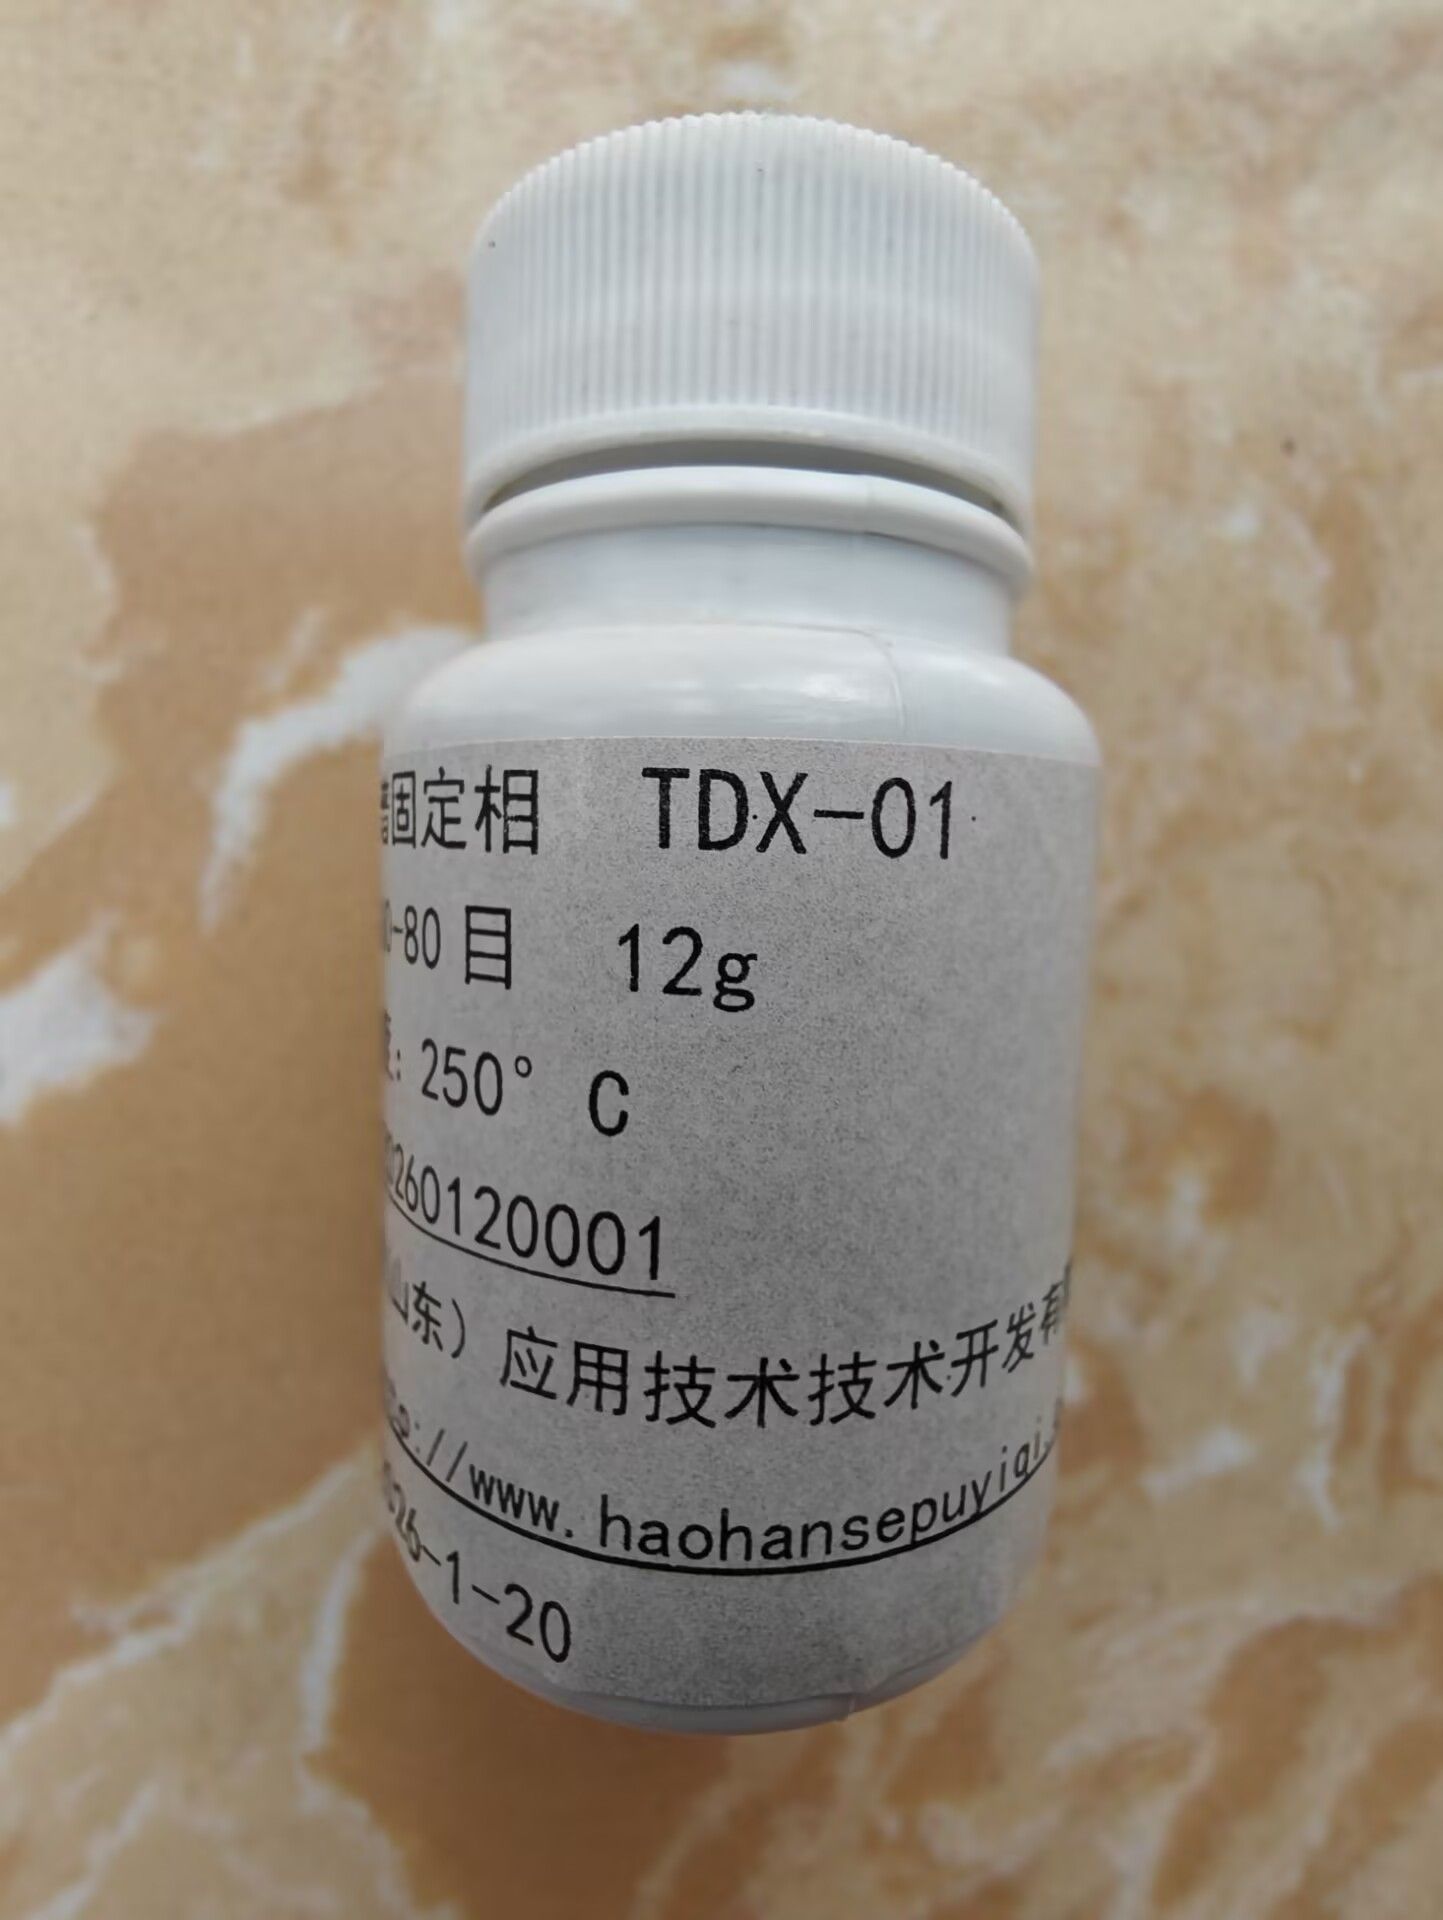 固定相 TDX-01
0-80目 12g
: 250° C
260120001
山东）应用技术技术开发有
://www.haohansepuyiqi.
26-1-20